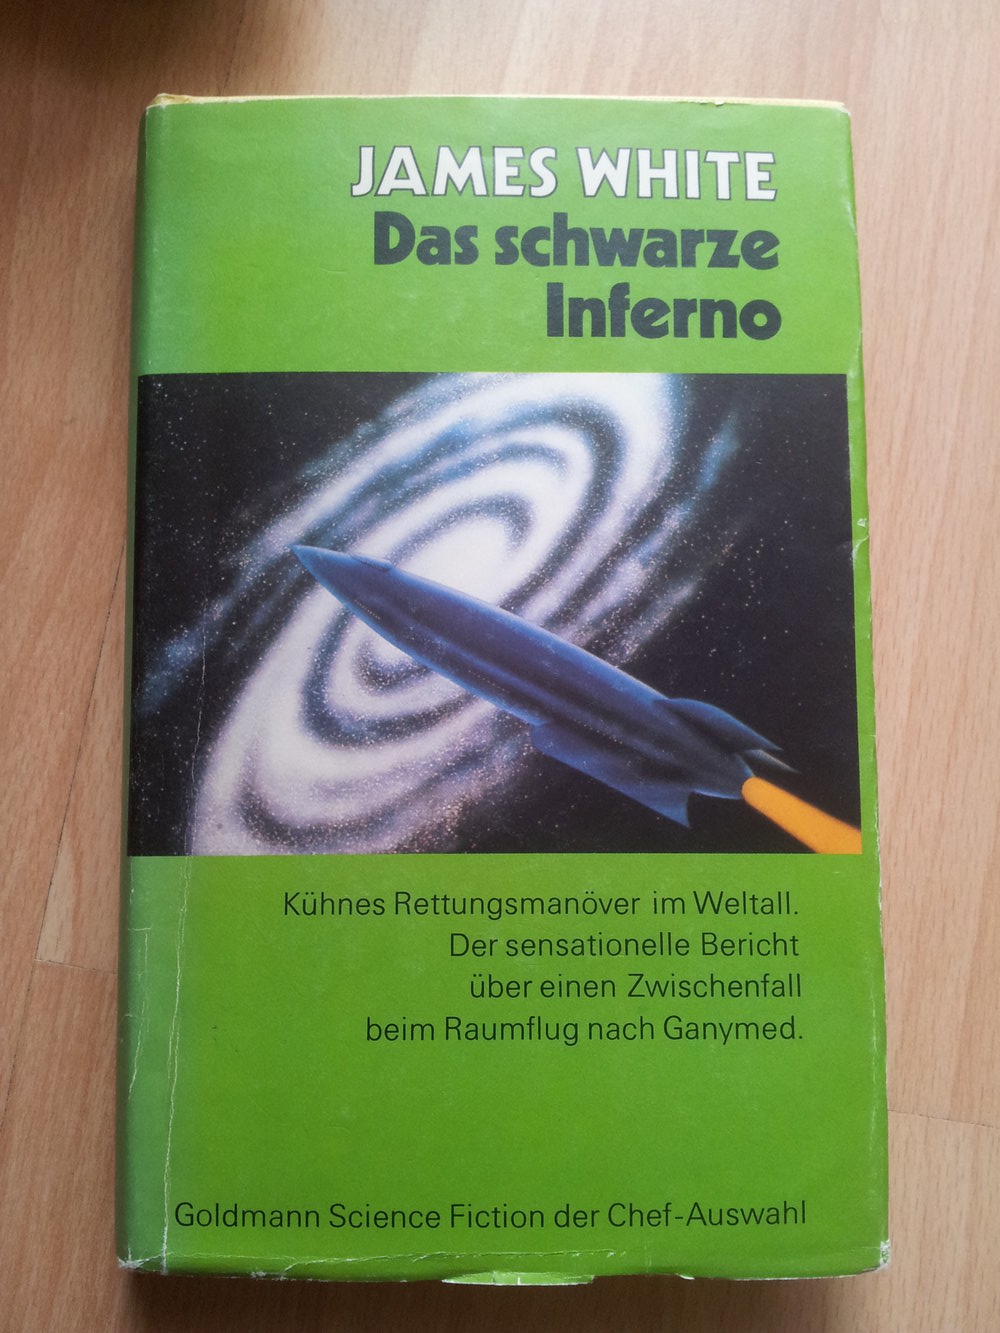 JAMES WHITE
Das schwarze
Inferno
Kühnes Rettungsmanöver im Weltall.
Der sensationelle Bericht
über einen Zwischenfall
beim Raumflug nach Ganymed.
Goldmann Science Fiction der Chef-Auswahl